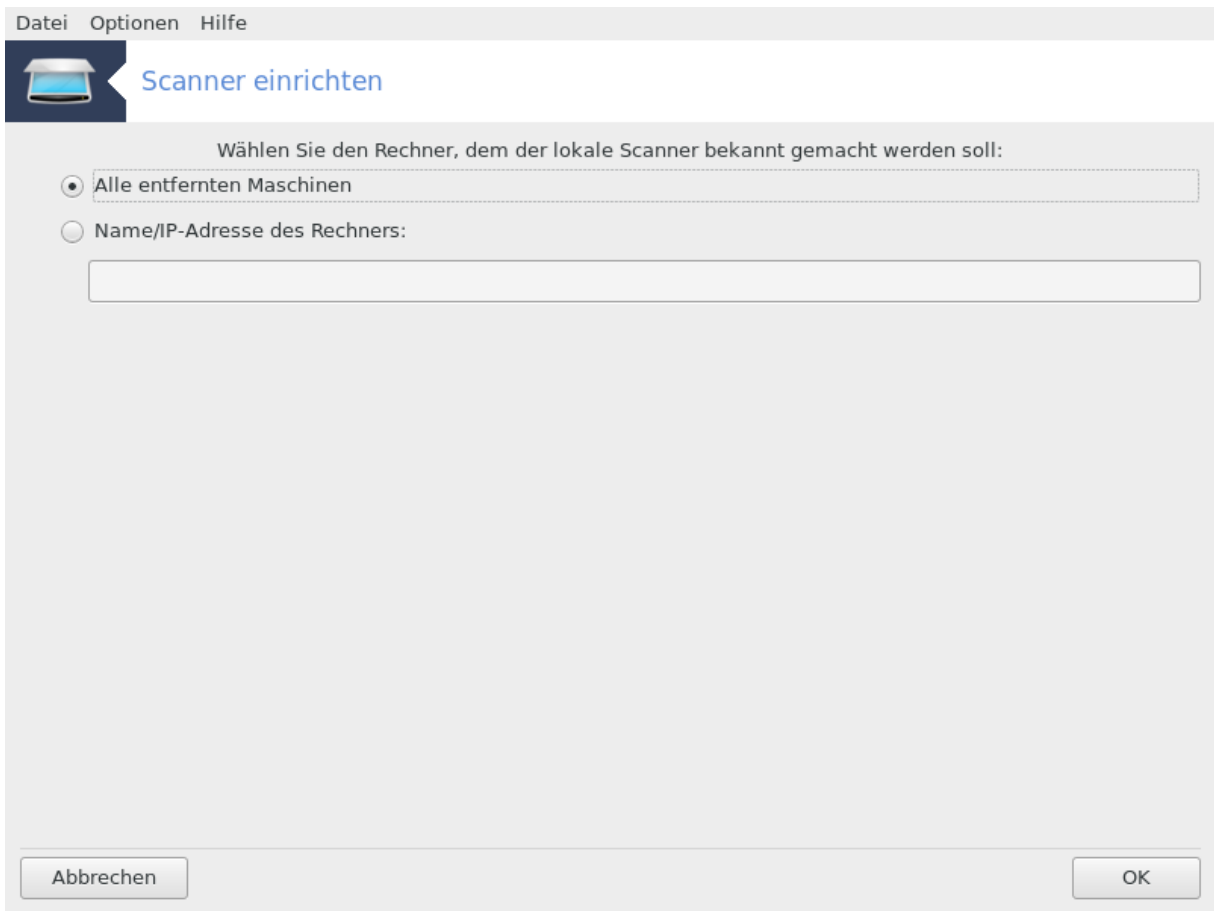 Datei Optionen Hilfe
Scanner einrichten
Wählen Sie den Rechner, dem der lokale Scanner bekannt gemacht werden soll:
Alle entfernten Maschinen
Name/IP-Adresse des Rechners:
Abbrechen OK